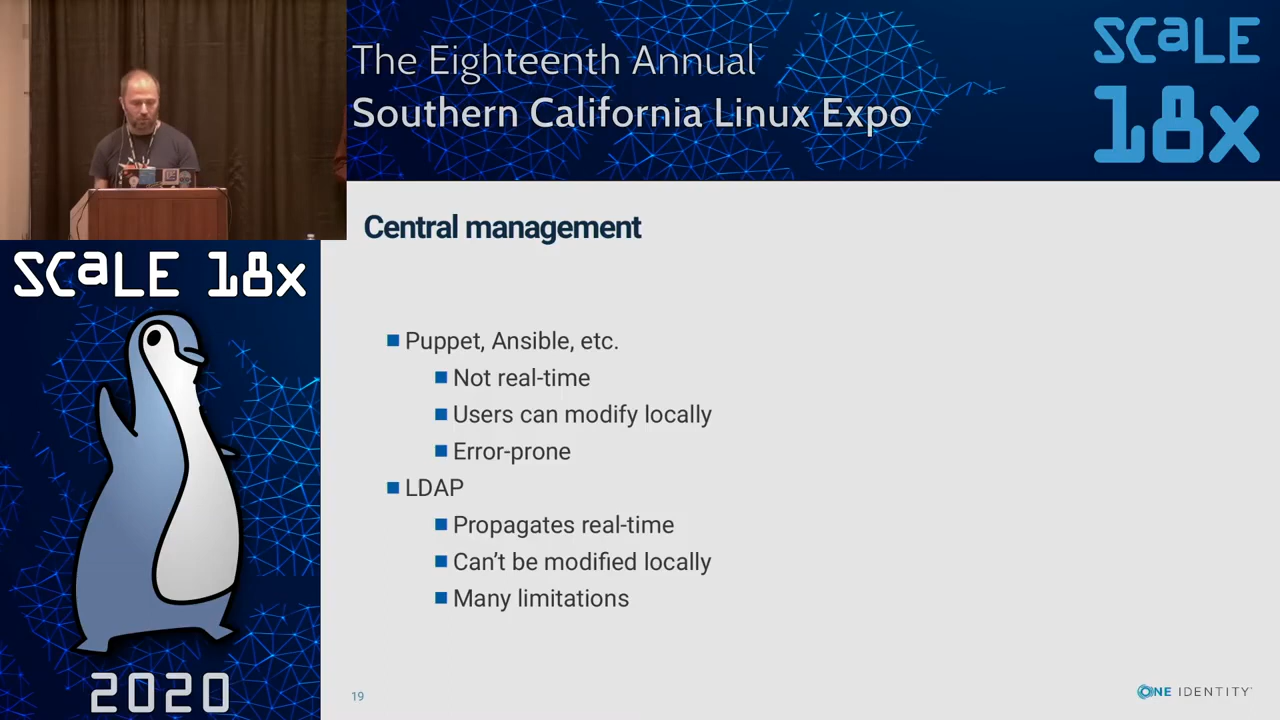 The Eighteenth Annual
Southern California Linux Expo
SCaLE
18x
SCaLE 18x
2020
Central management
Puppet, Ansible, etc.
Not real-time
Users can modify locally
Error-prone
LDAP
Propagates real-time
Can't be modified locally
Many limitations
19
ONE IDENTITY